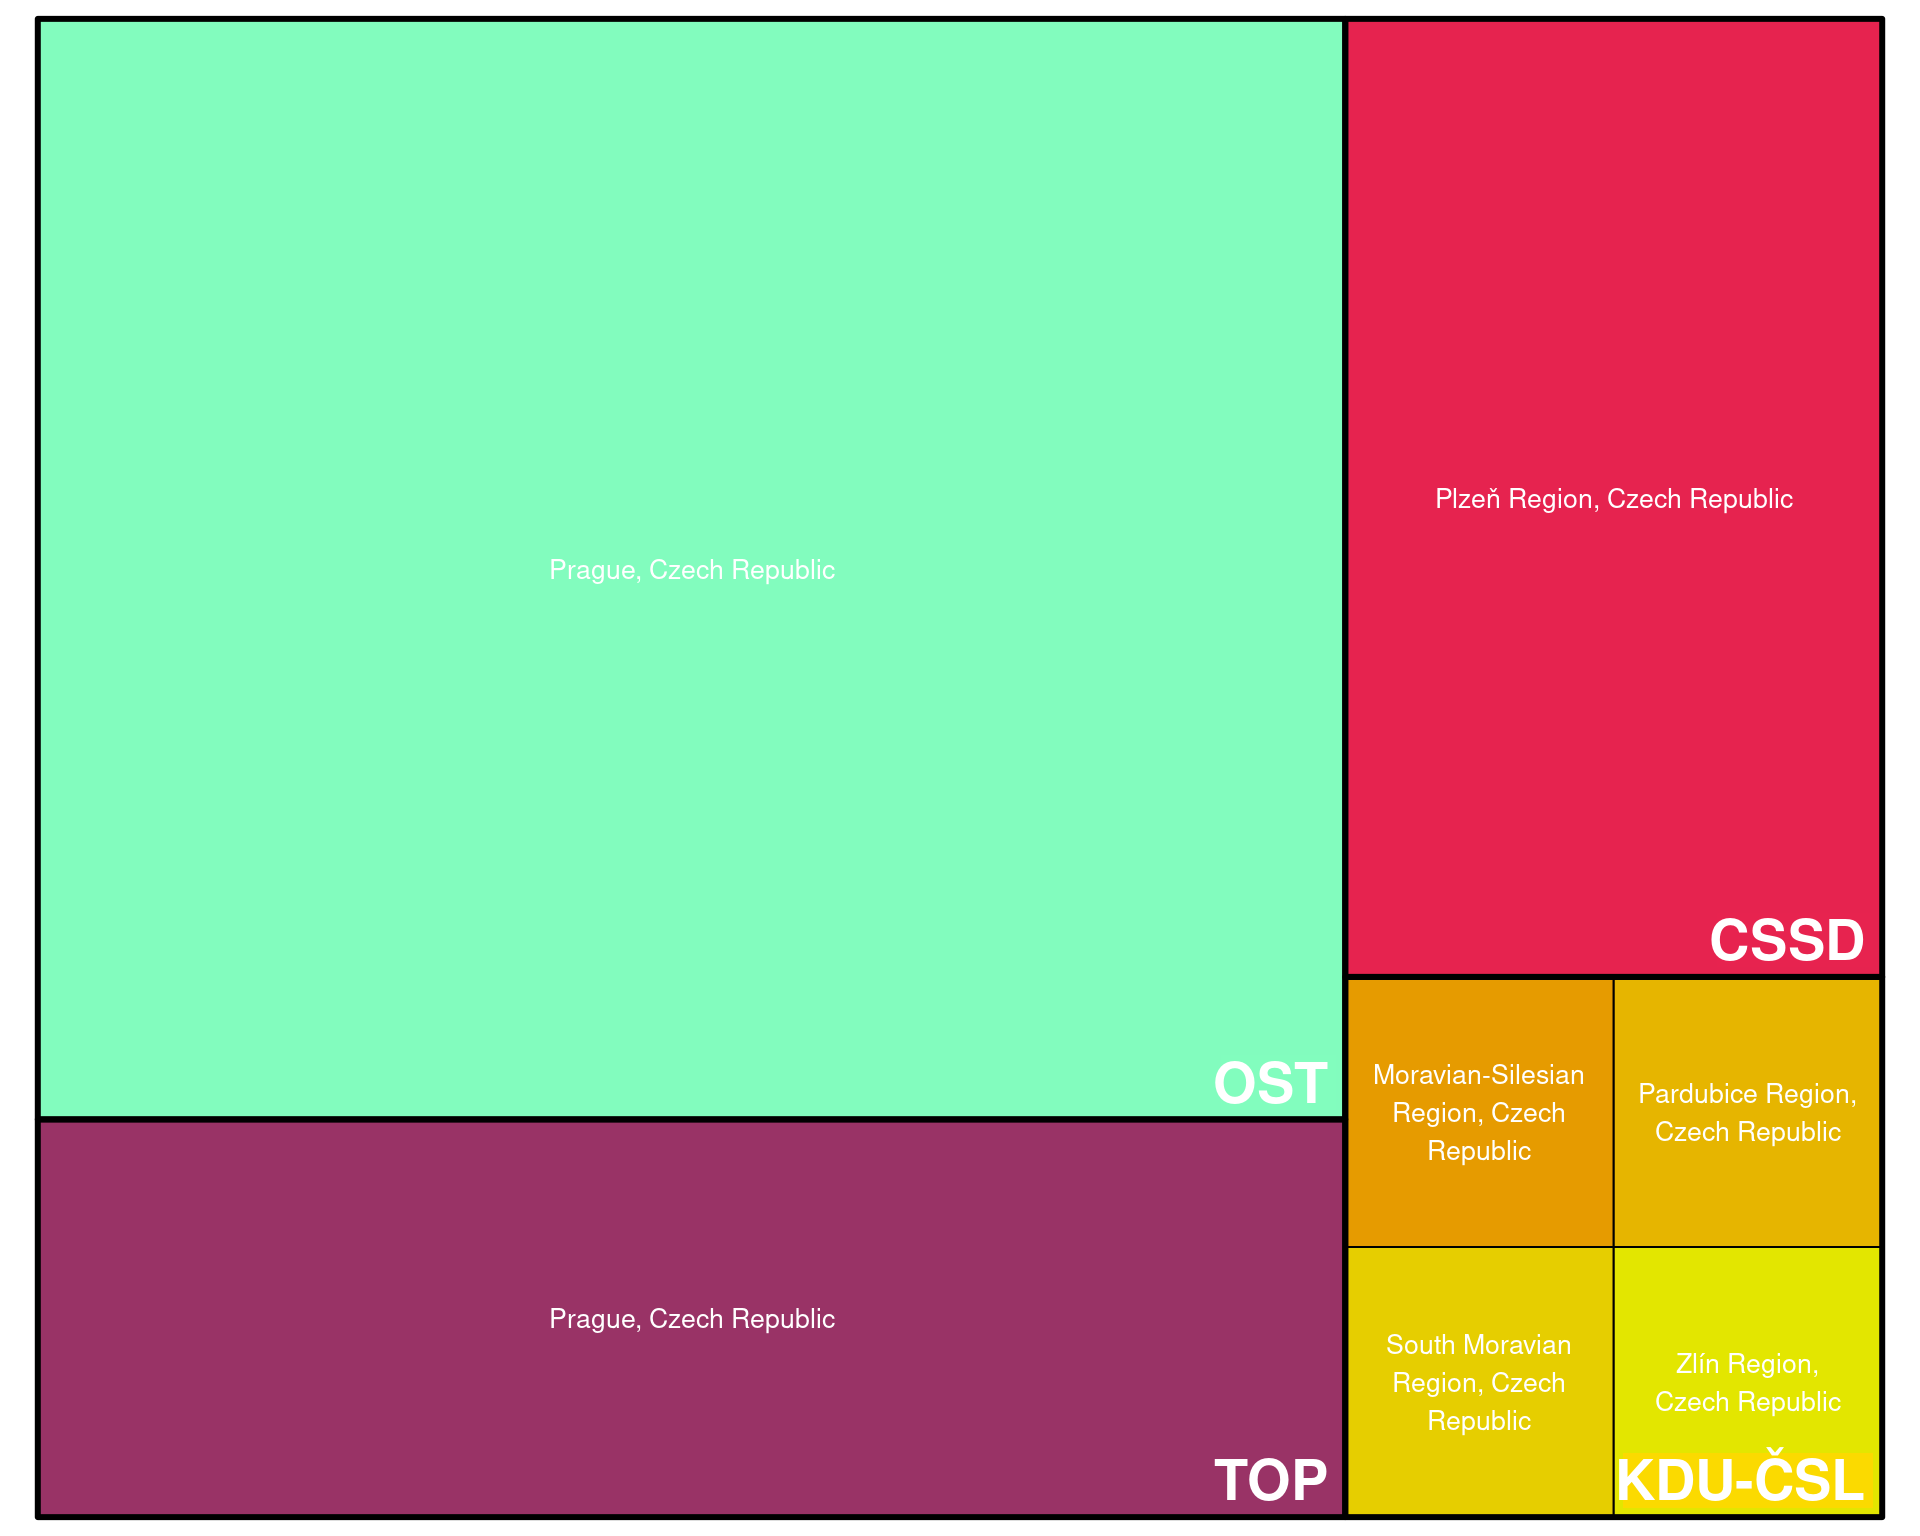 Prague, Czech Republic
OST
Prague, Czech Republic
TOP
Plzeň Region, Czech Republic
CSSD
Moravian-Silesian
Region, Czech
Republic
Pardubice Region,
Czech Republic
South Moravian
Region, Czech
Republic
Zlín Region,
Czech Republic
KDU-ČSL